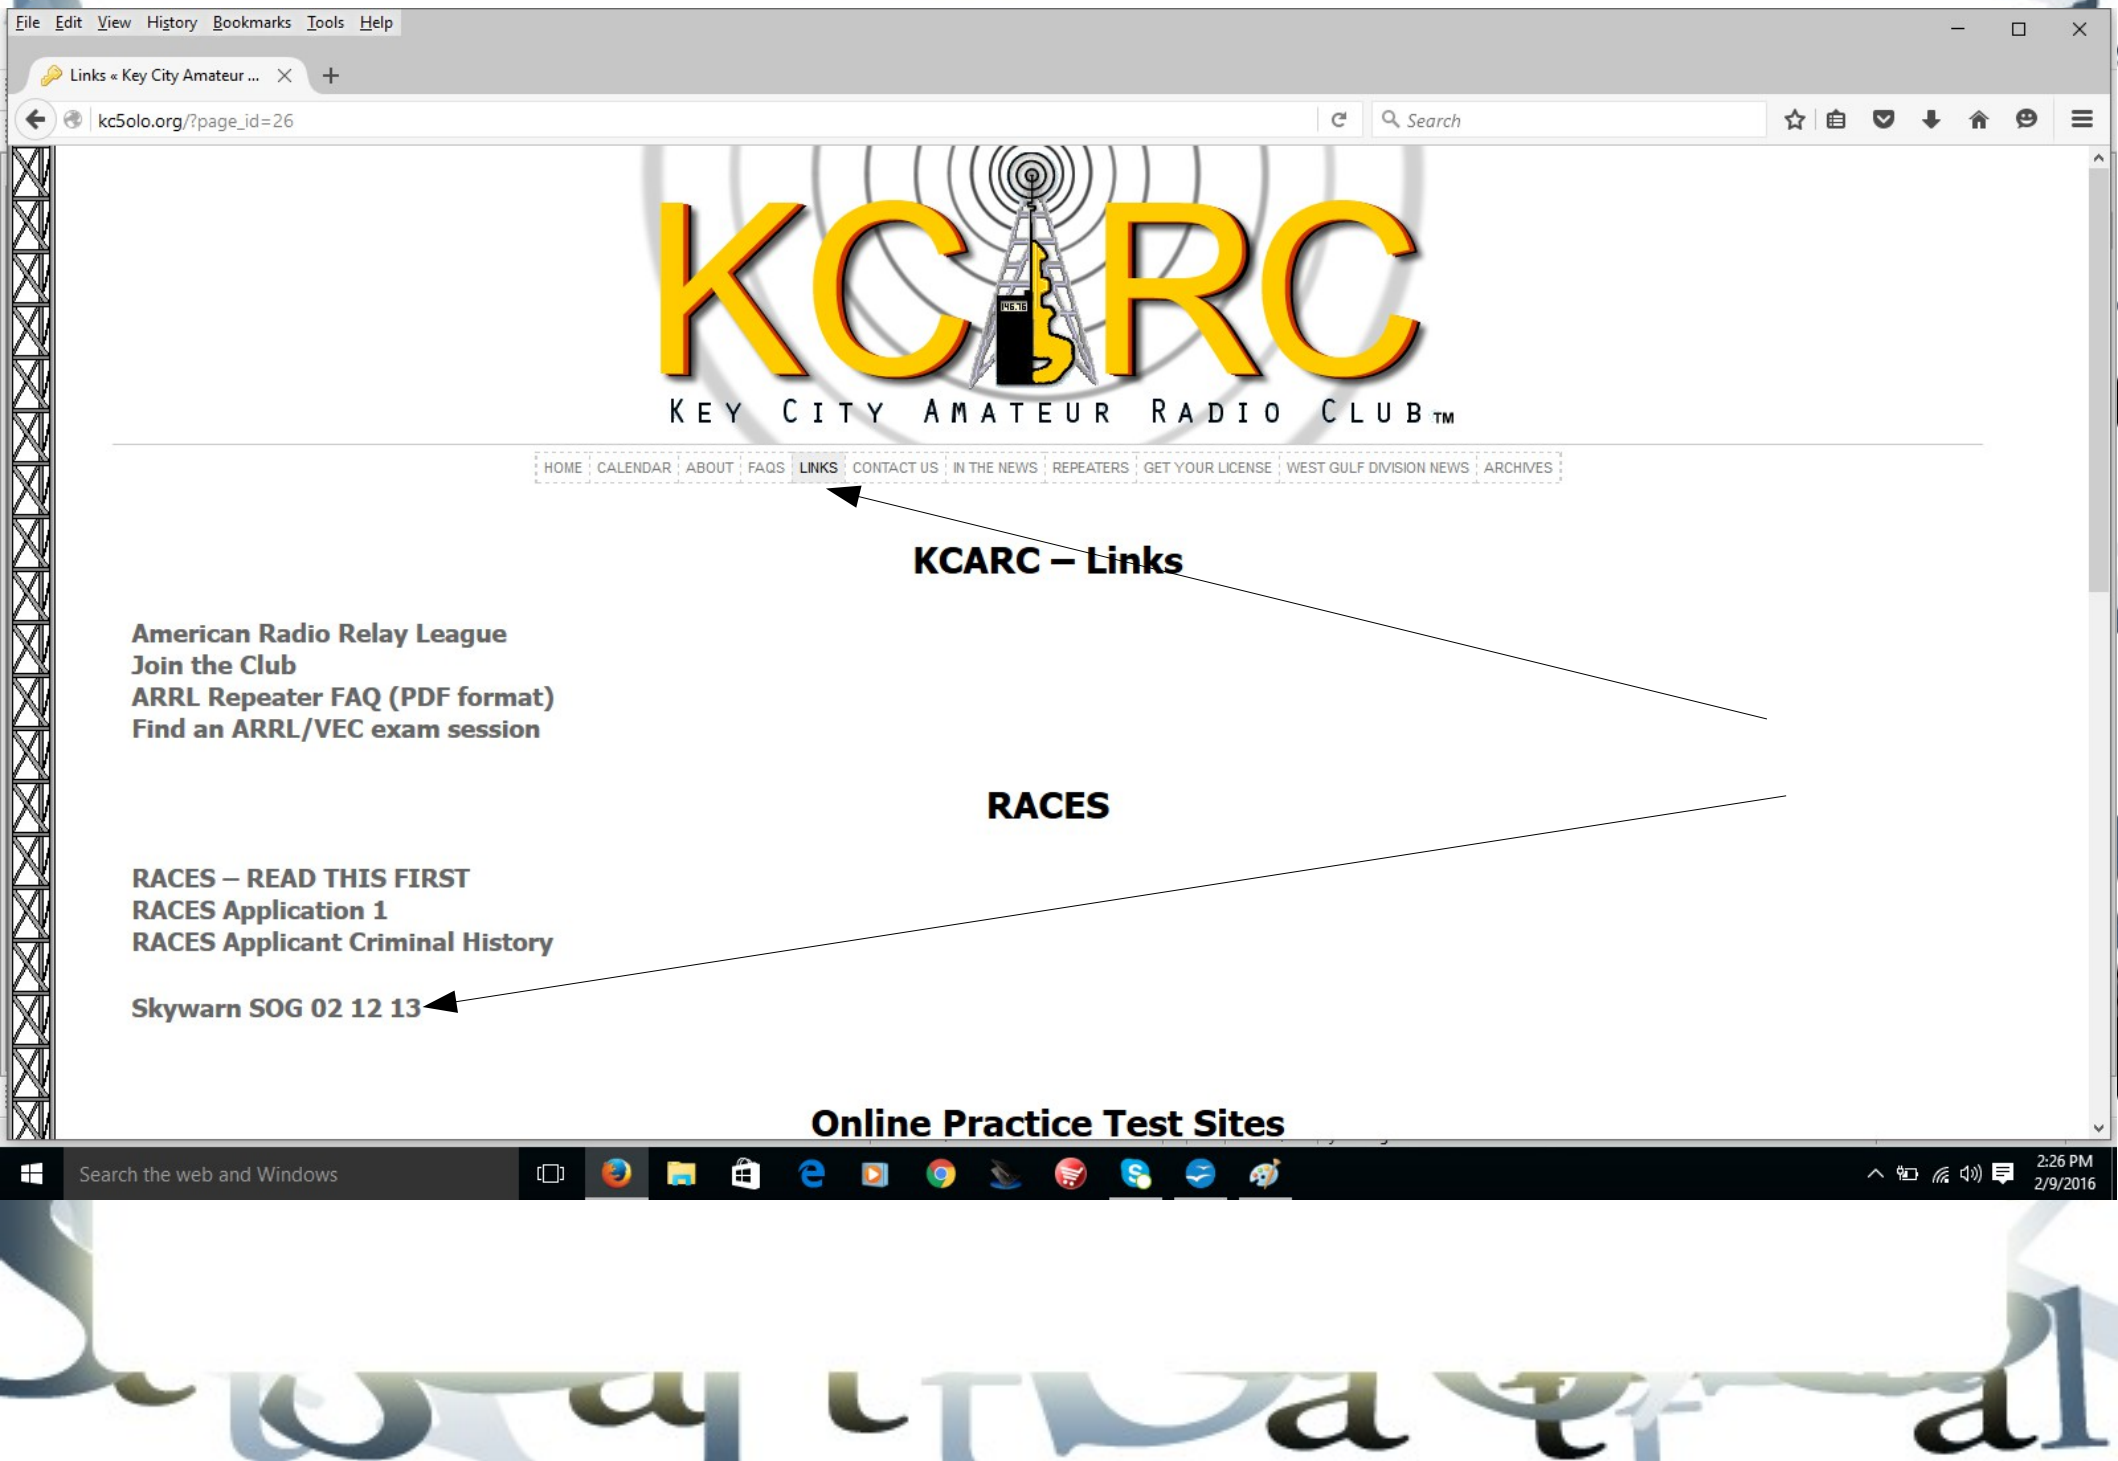 File Edit View History Bookmarks Tools Help
Links « Key City Amateur ...
kc5olo.org/?page_id=26
Search
KCARC
146.76
KEY CITY AMATEUR RADIO CLUB™
HOME CALENDAR ABOUT FAQS LINKS CONTACT US IN THE NEWS REPEATERS GET YOUR LICENSE WEST GULF DIVISION NEWS ARCHIVES
KCARC – Links
American Radio Relay League
Join the Club
ARRL Repeater FAQ (PDF format)
Find an ARRL/VEC exam session
RACES
RACES – READ THIS FIRST
RACES Application 1
RACES Applicant Criminal History
Skywarn SOG 02 12 13
Online Practice Test Sites
Search the web and Windows
2:26 PM
2/9/2016